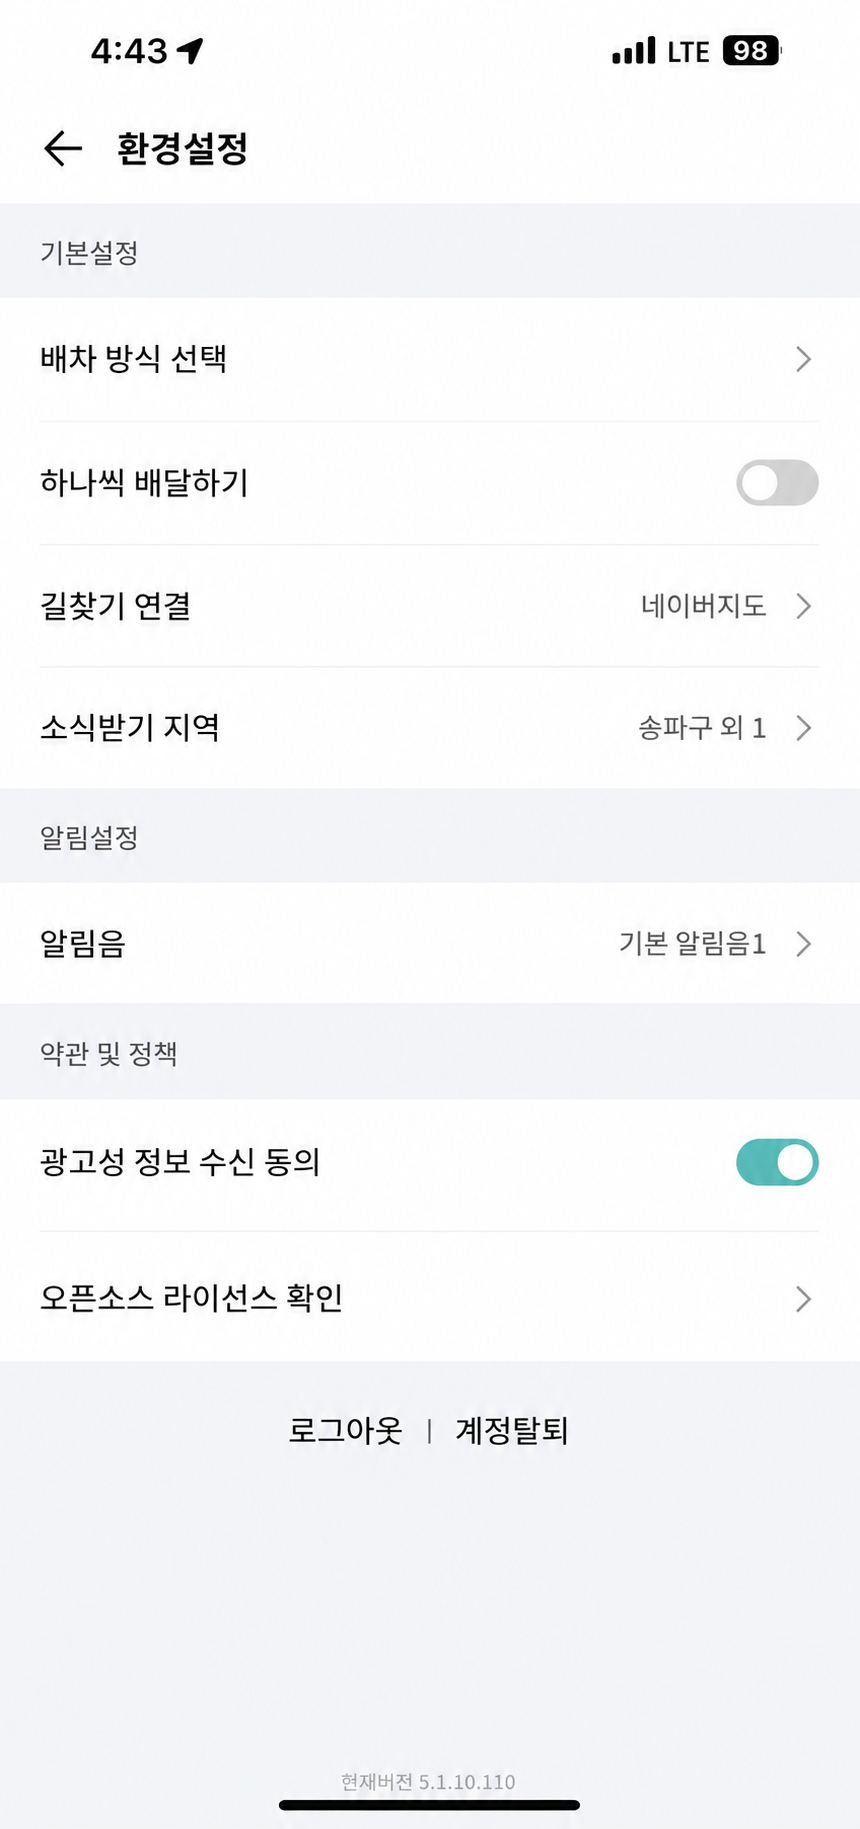 4:43 LTE 98
환경설정
기본설정
배차 방식 선택
하나씩 배달하기
길찾기 연결 네이버지도
소식받기 지역 송파구 외 1
알림설정
알림음 기본 알림음1
약관 및 정책
광고성 정보 수신 동의
오픈소스 라이선스 확인
로그아웃 | 계정탈퇴
현재버전 5.1.10.110